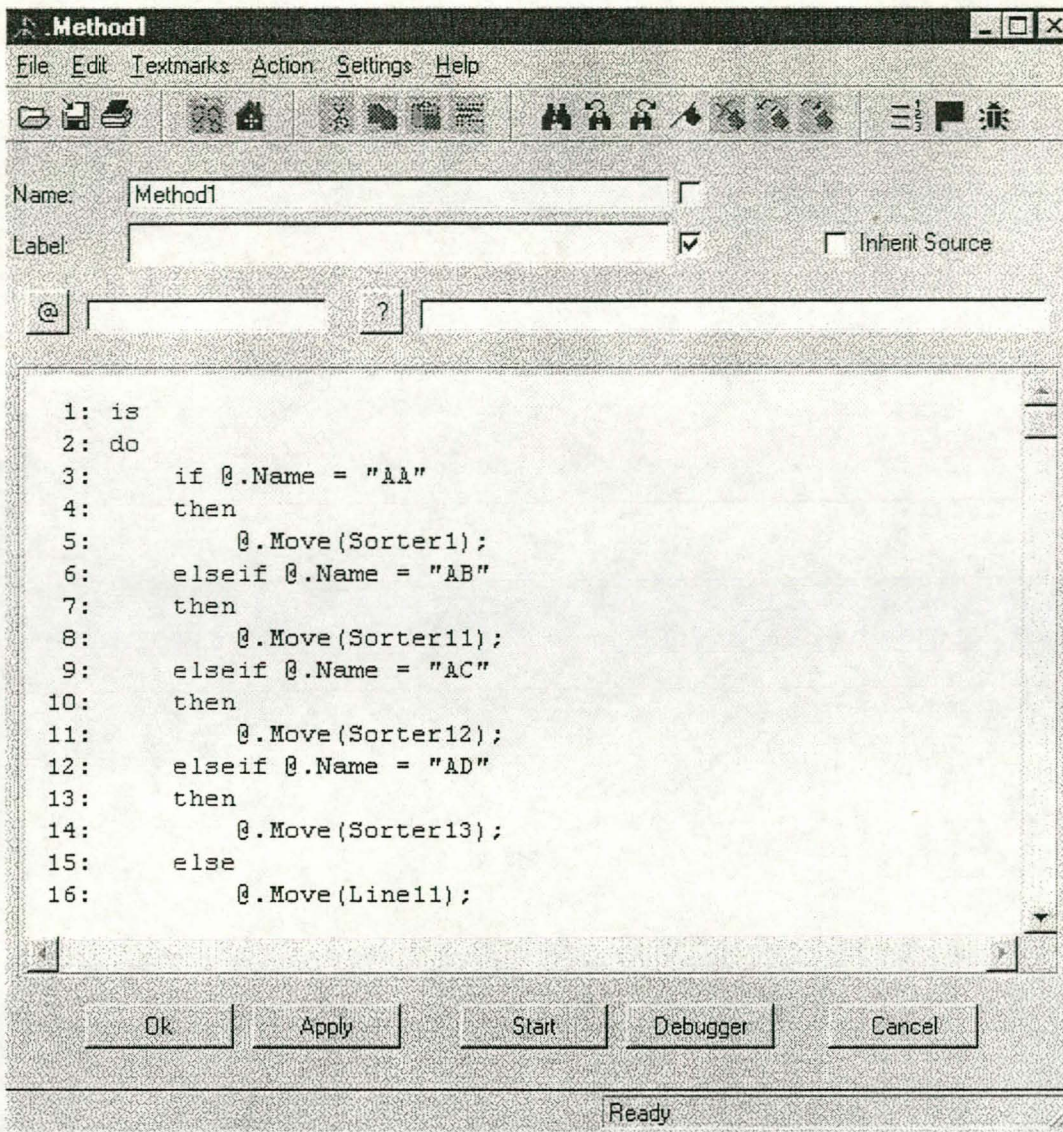 .Method1
File Edit Textmarks Action Settings Help
Name: Method1
Label: Inherit Source
@ ?
1: is
2: do
3: if @.Name = "AA"
4: then
5: @.Move(Sorter1);
6: elseif @.Name = "AB"
7: then
8: @.Move(Sorter11);
9: elseif @.Name = "AC"
10: then
11: @.Move(Sorter12);
12: elseif @.Name = "AD"
13: then
14: @.Move(Sorter13);
15: else
16: @.Move(Line11);
Ok Apply Start Debugger Cancel
Ready